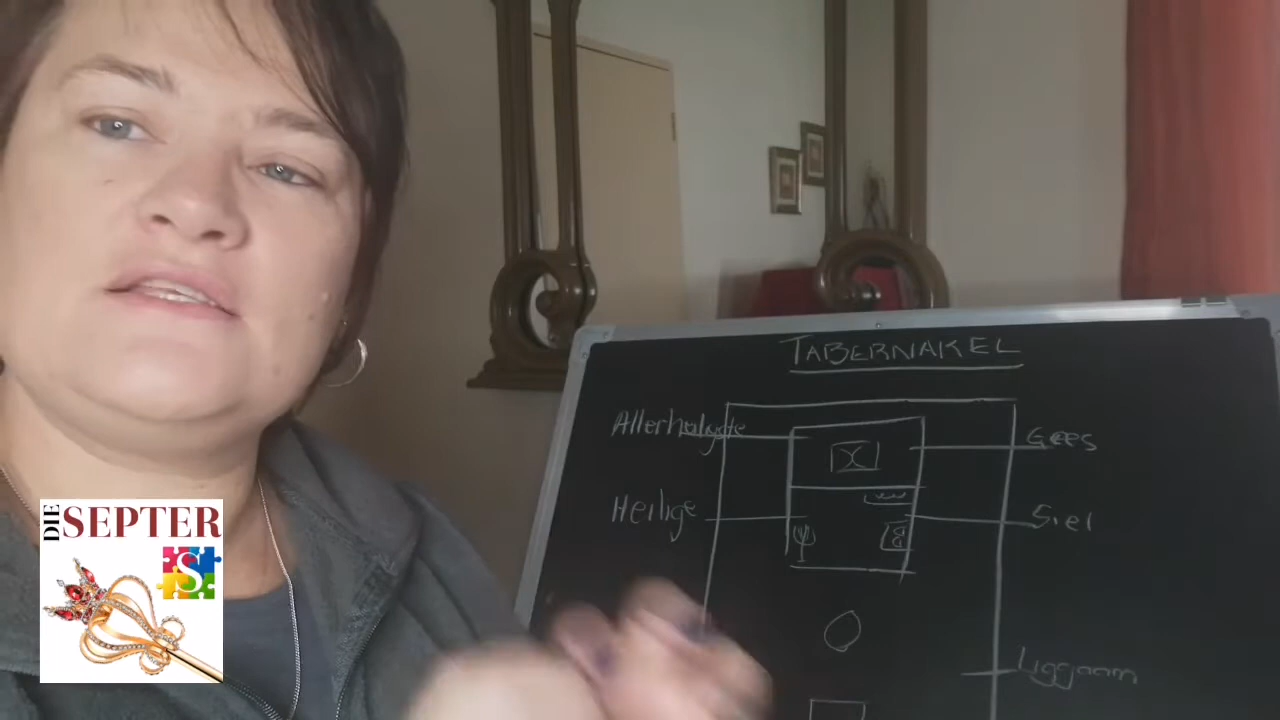 TABERNAKEL
Allerheiligste
Gees
Heilige
Siel
Liggaam
DIE SEPTER
S